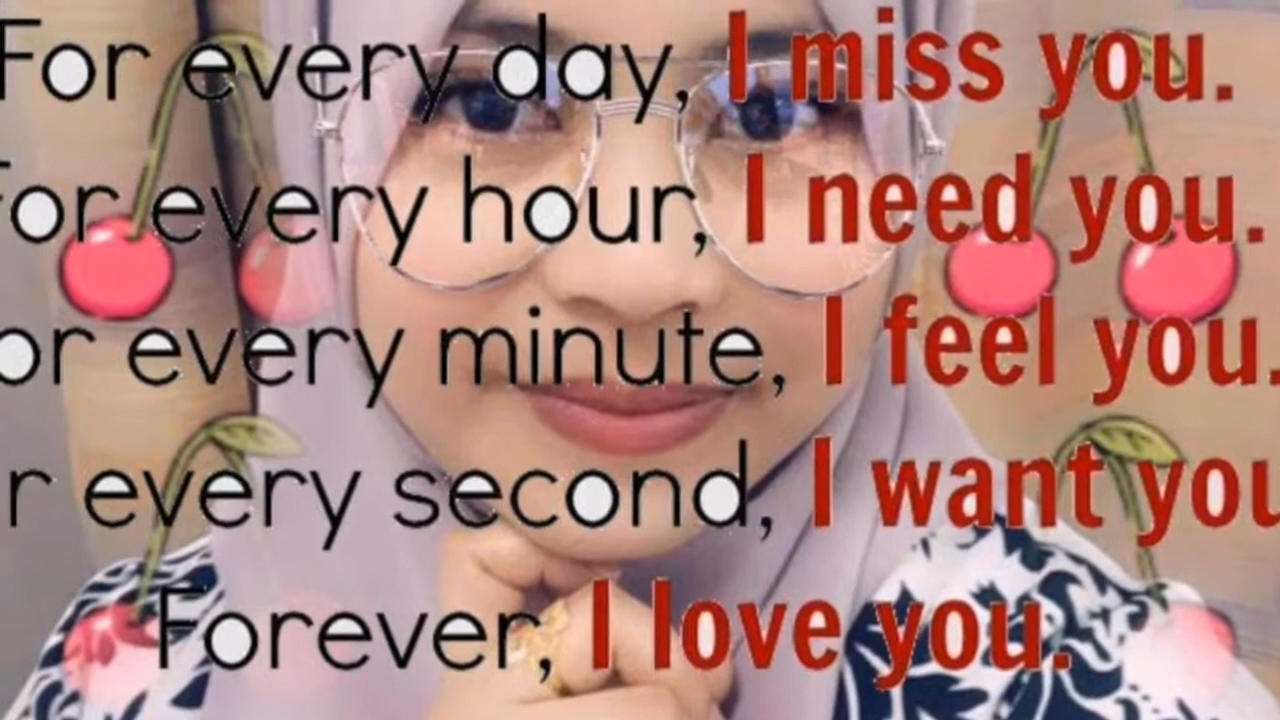 For every day, I miss you.
For every hour, I need you.
or every minute, I feel you.
r every second, I want you
Forever, I love you.